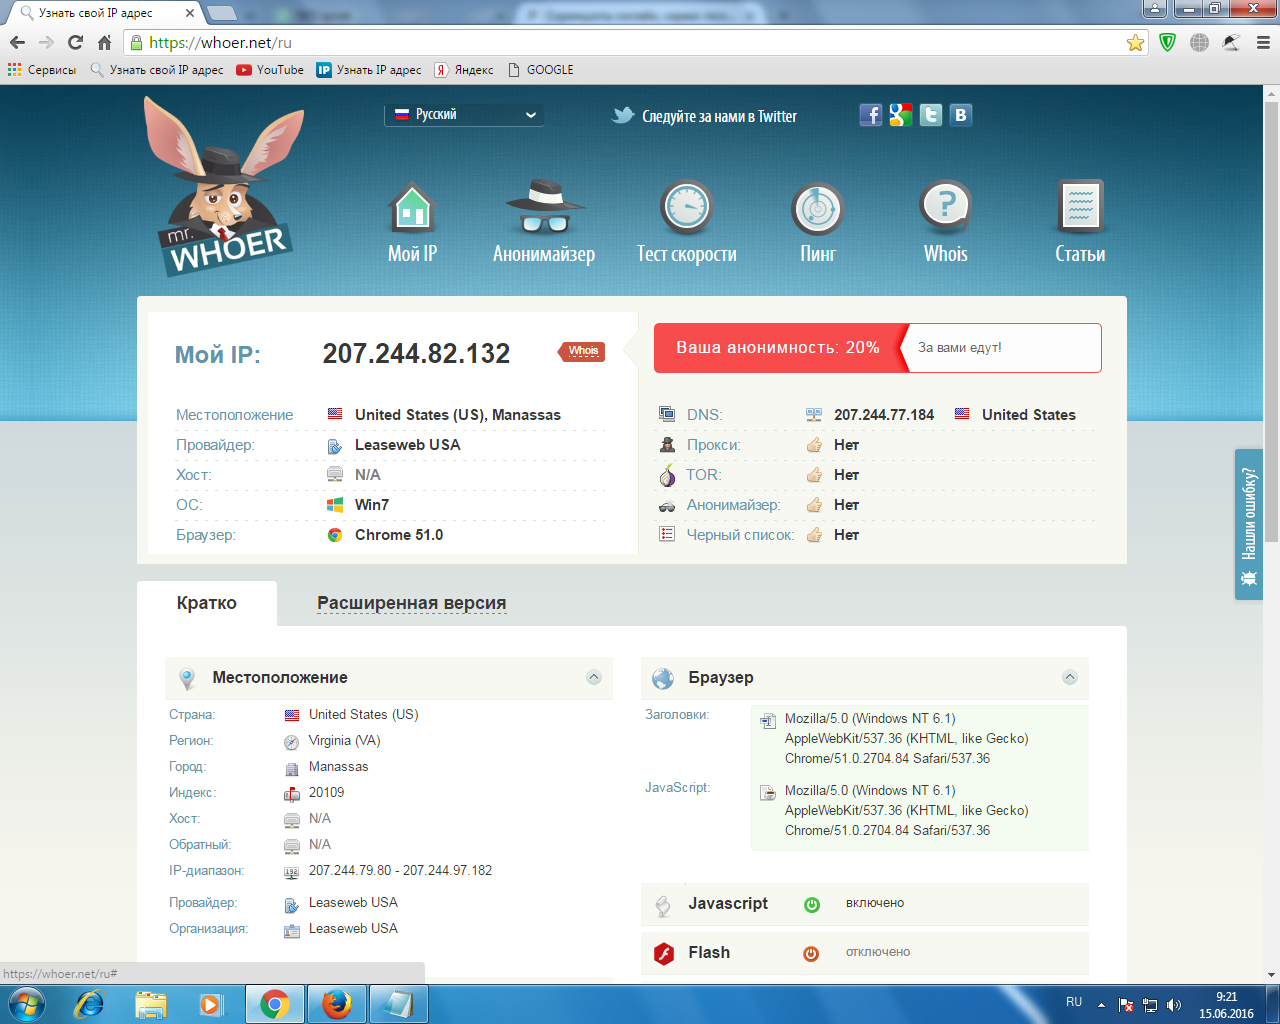 Узнать свой IP адрес
https://whoer.net/ru
Сервисы
Узнать свой IP адрес
YouTube
IP
Узнать IP адрес
Я
Яндекс
GOOGLE
Русский
Следуйте за нами в Twitter
mr.
WHOER
Мой IP
Анонимайзер
Тест скорости
Пинг
Whois
Статьи
Мой IP:
207.244.82.132
Whois
Ваша анонимность: 20%
За вами едут!
Местоположение
United States (US), Manassas
Провайдер:
Leaseweb USA
Хост:
N/A
ОС:
Win7
Браузер:
Chrome 51.0
DNS:
207.244.77.184
United States
Прокси:
Нет
TOR:
Нет
Анонимайзер:
Нет
Черный список:
Нет
Нашли ошибку?
Кратко
Расширенная версия
Местоположение
Страна:
United States (US)
Регион:
Virginia (VA)
Город:
Manassas
Индекс:
20109
Хост:
N/A
Обратный:
N/A
IP-диапазон:
207.244.79.80 - 207.244.97.182
Провайдер:
Leaseweb USA
Организация:
Leaseweb USA
Браузер
Заголовки:
Mozilla/5.0 (Windows NT 6.1)
AppleWebKit/537.36 (KHTML, like Gecko)
Chrome/51.0.2704.84 Safari/537.36
JavaScript:
Mozilla/5.0 (Windows NT 6.1)
AppleWebKit/537.36 (KHTML, like Gecko)
Chrome/51.0.2704.84 Safari/537.36
Javascript
включено
Flash
отключено
https://whoer.net/ru#
RU
9:21
15.06.2016